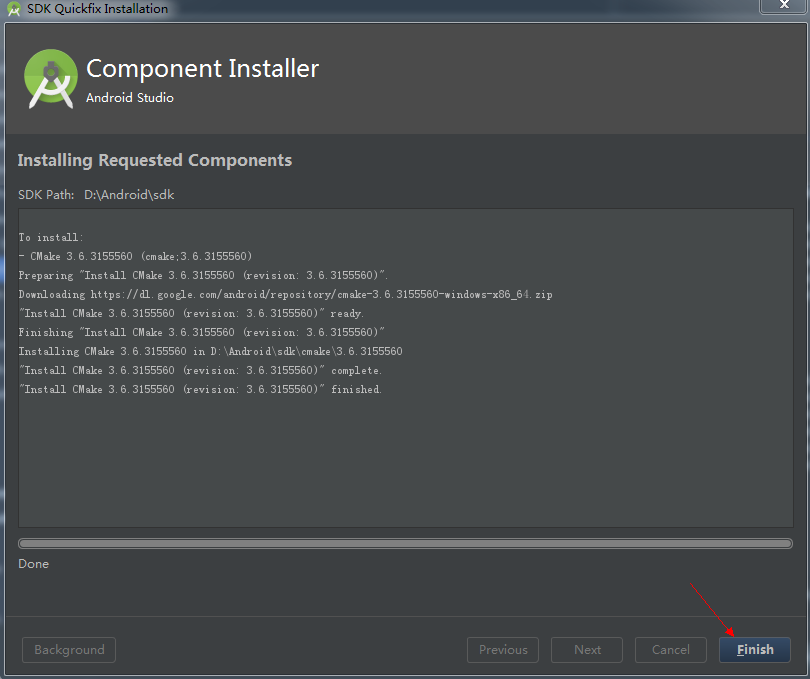 SDK Quickfix Installation
Component Installer
Android Studio
Installing Requested Components
SDK Path: D:\Android\sdk
To install:
- CMake 3.6.3155560 (cmake;3.6.3155560)
Preparing "Install CMake 3.6.3155560 (revision: 3.6.3155560)".
Downloading https://dl.google.com/android/repository/cmake-3.6.3155560-windows-x86_64.zip
"Install CMake 3.6.3155560 (revision: 3.6.3155560)" ready.
Finishing "Install CMake 3.6.3155560 (revision: 3.6.3155560)"
Installing CMake 3.6.3155560 in D:\Android\sdk\cmake\3.6.3155560
"Install CMake 3.6.3155560 (revision: 3.6.3155560)" complete.
"Install CMake 3.6.3155560 (revision: 3.6.3155560)" finished.
Done
Background Previous Next Cancel Finish